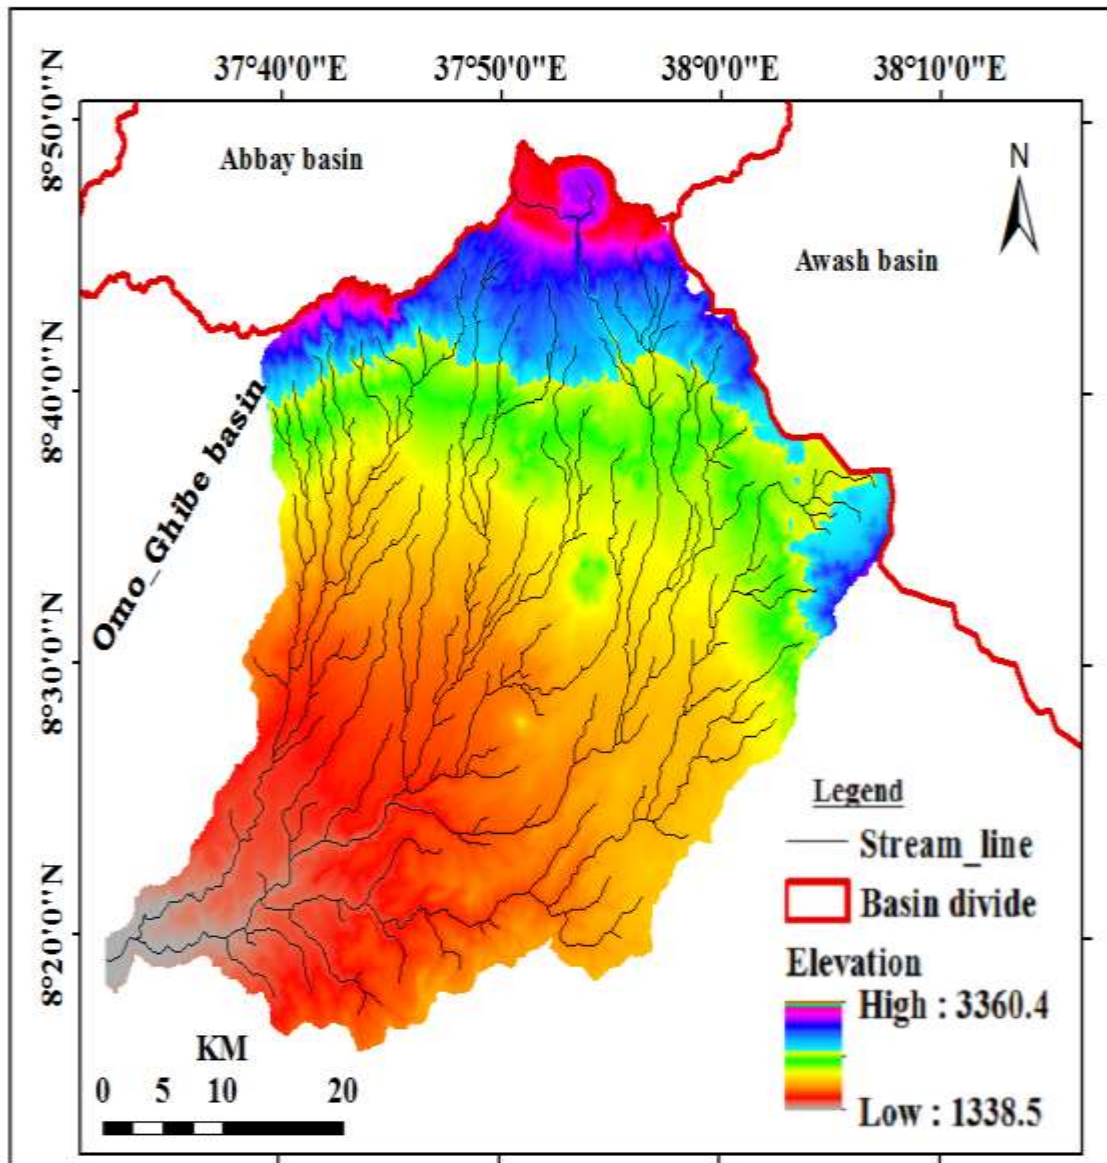 37°40'0"E 37°50'0"E 38°0'0"E 38°10'0"E
8°50'0"N
Abbay basin
N
Awash basin
8°40'0"N
Omo_Ghibe basin
8°30'0"N
Legend
Stream_line
Basin divide
8°20'0"N
Elevation
High : 3360.4
KM
0 5 10 20
Low : 1338.5